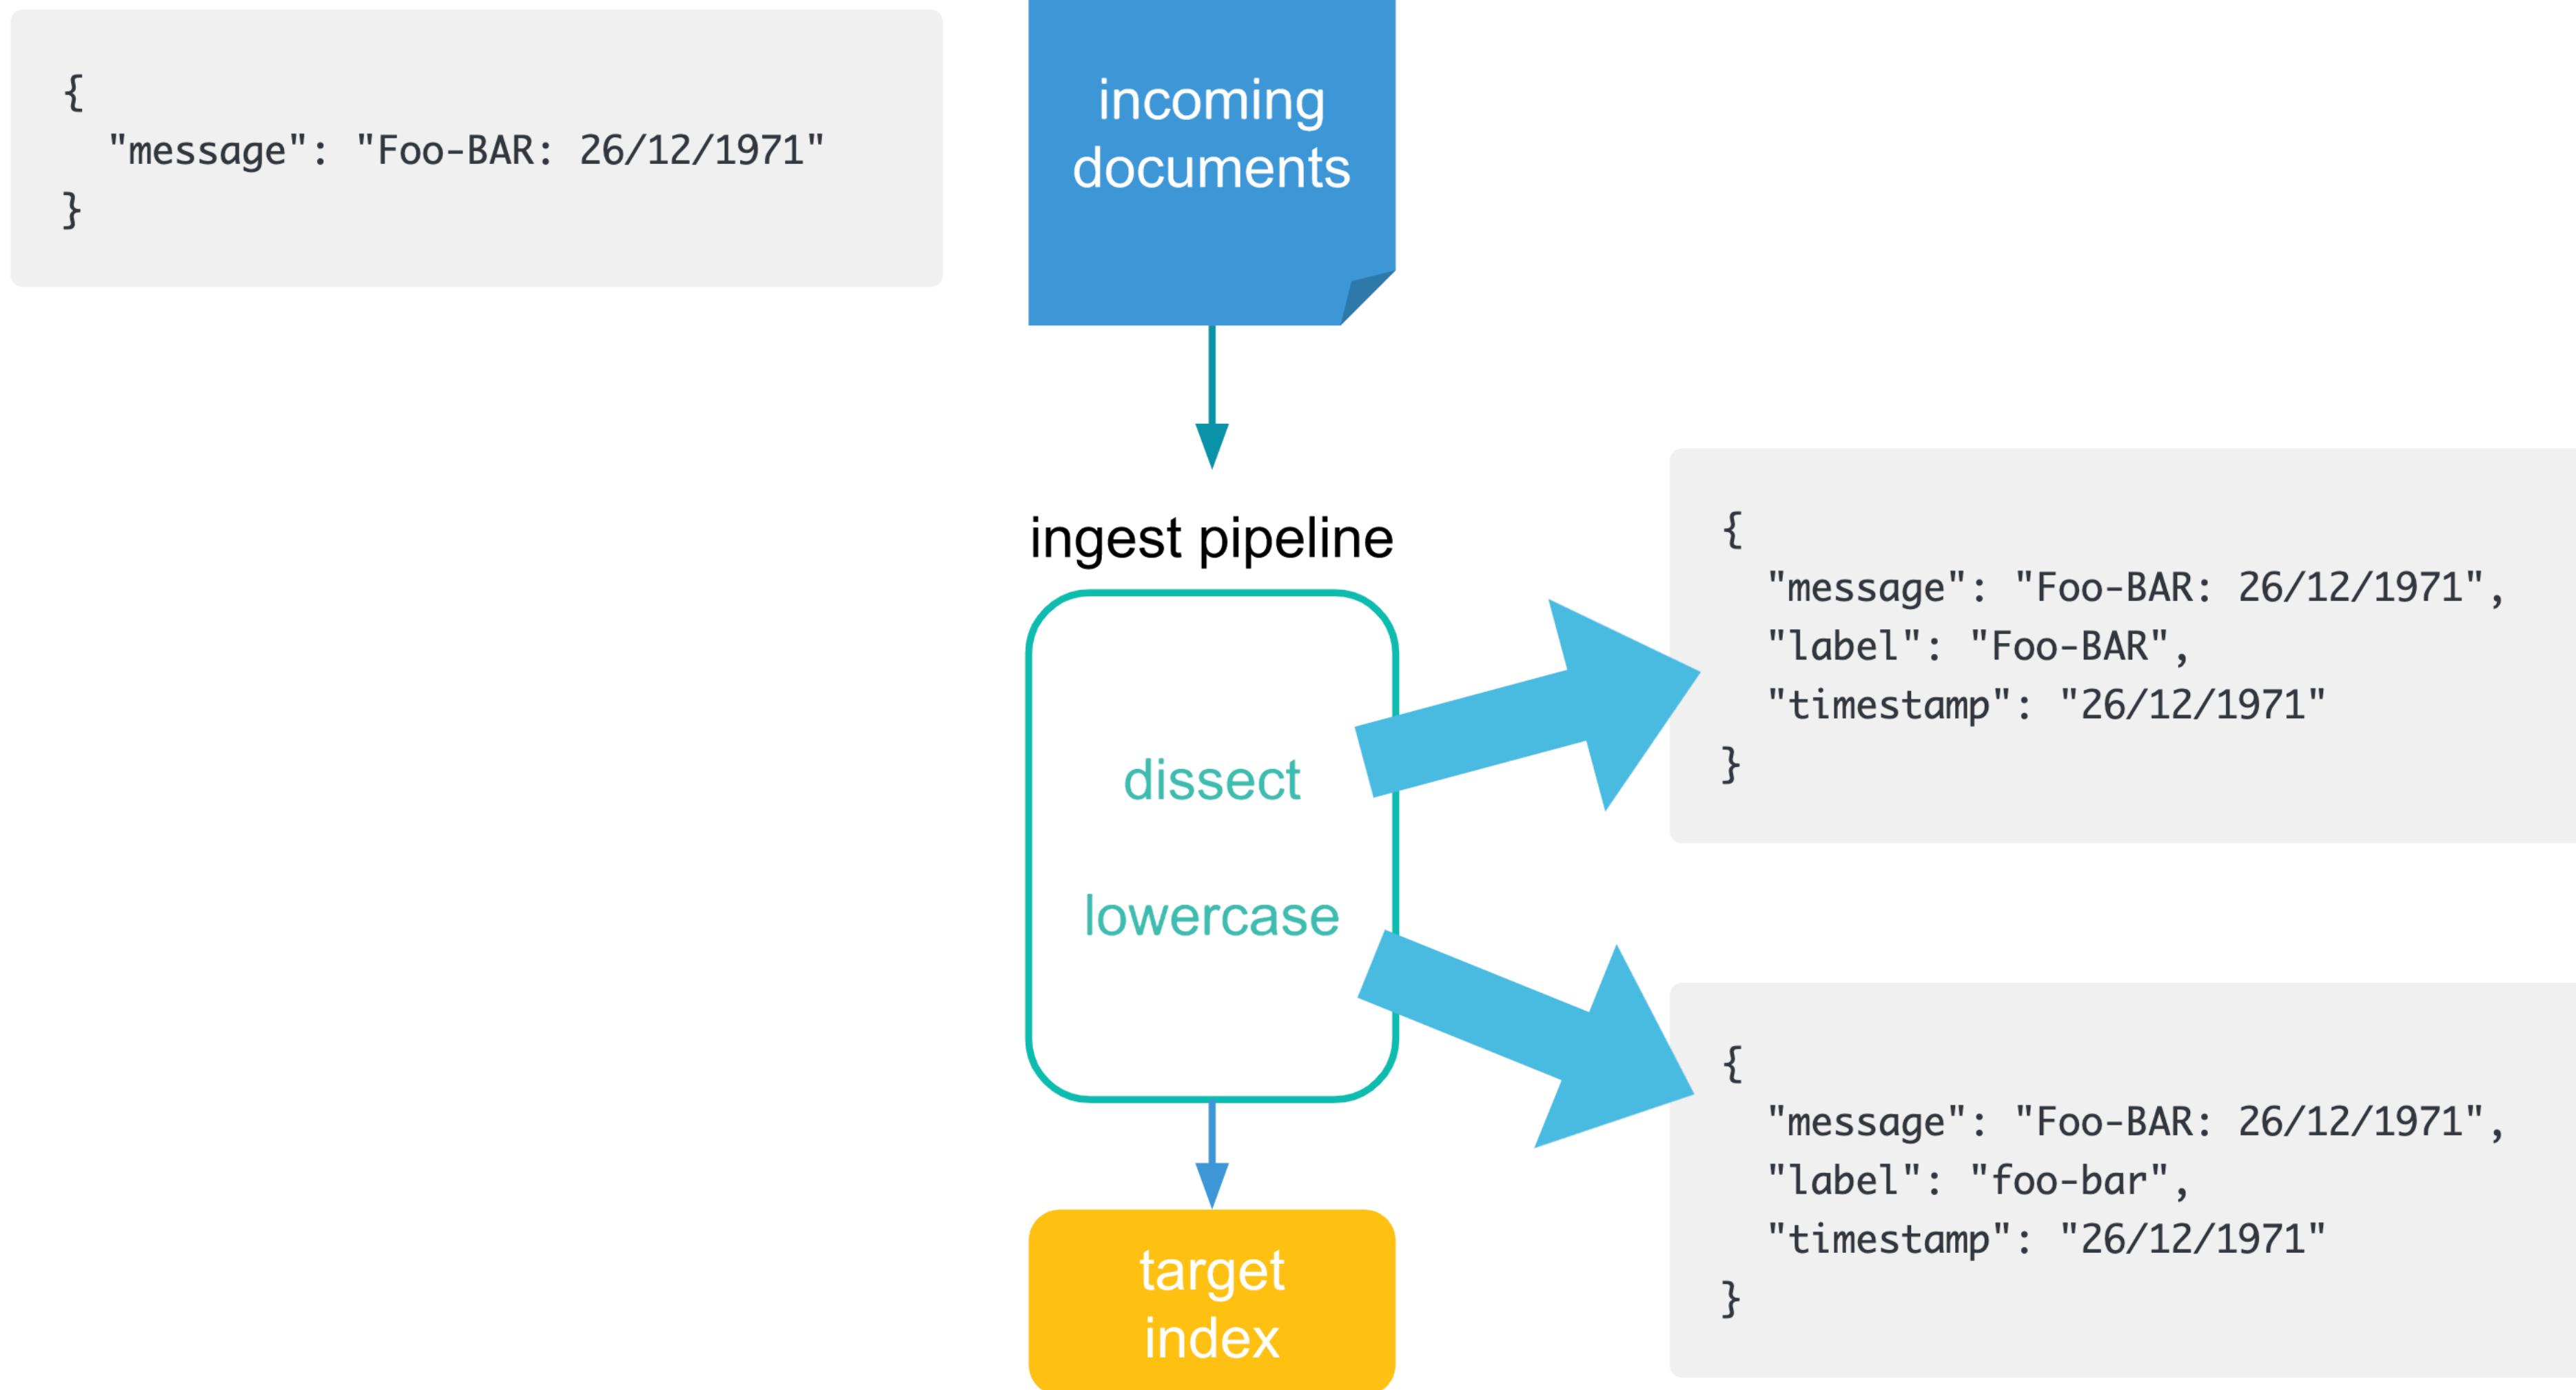 {
  "message": "Foo-BAR: 26/12/1971"
}
incoming
documents
ingest pipeline
dissect
lowercase
{
  "message": "Foo-BAR: 26/12/1971",
  "label": "Foo-BAR",
  "timestamp": "26/12/1971"
}
{
  "message": "Foo-BAR: 26/12/1971",
  "label": "foo-bar",
  "timestamp": "26/12/1971"
}
target
index